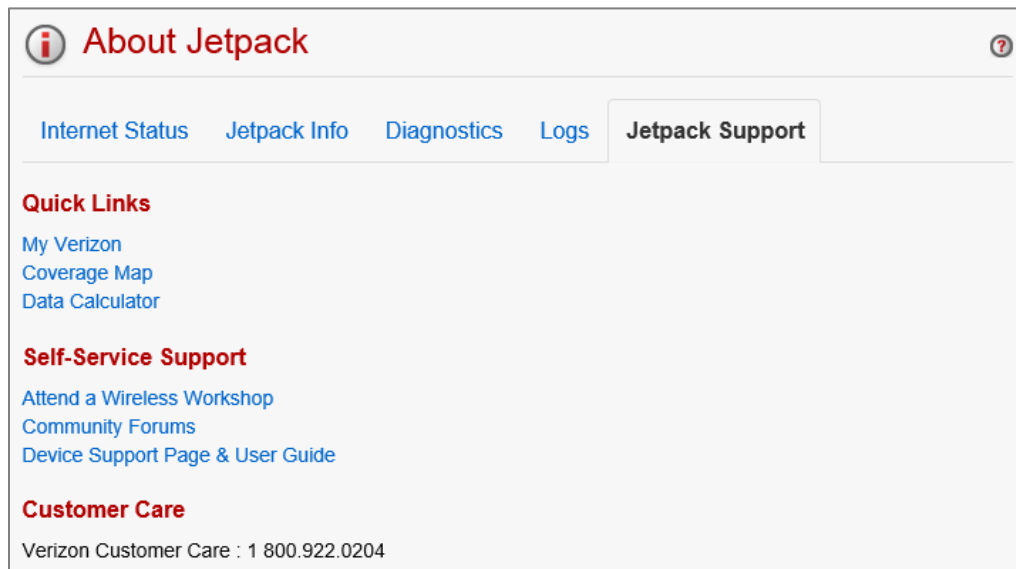 About Jetpack
Internet Status Jetpack Info Diagnostics Logs Jetpack Support
Quick Links
My Verizon
Coverage Map
Data Calculator
Self-Service Support
Attend a Wireless Workshop
Community Forums
Device Support Page & User Guide
Customer Care
Verizon Customer Care : 1 800.922.0204